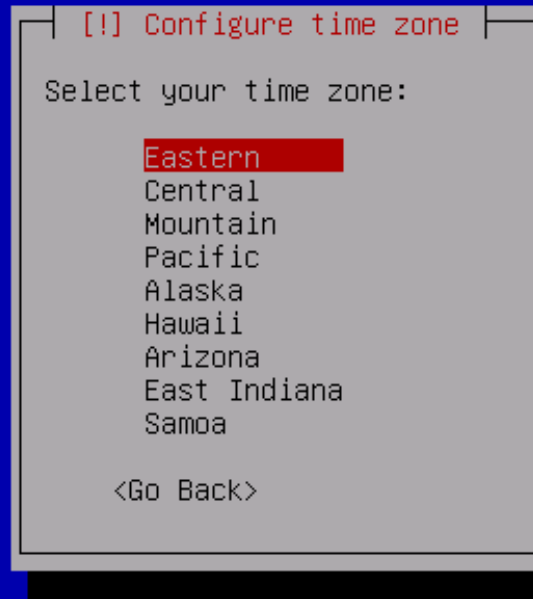 [!] Configure time zone
Select your time zone:
Eastern
Central
Mountain
Pacific
Alaska
Hawaii
Arizona
East Indiana
Samoa
<Go Back>